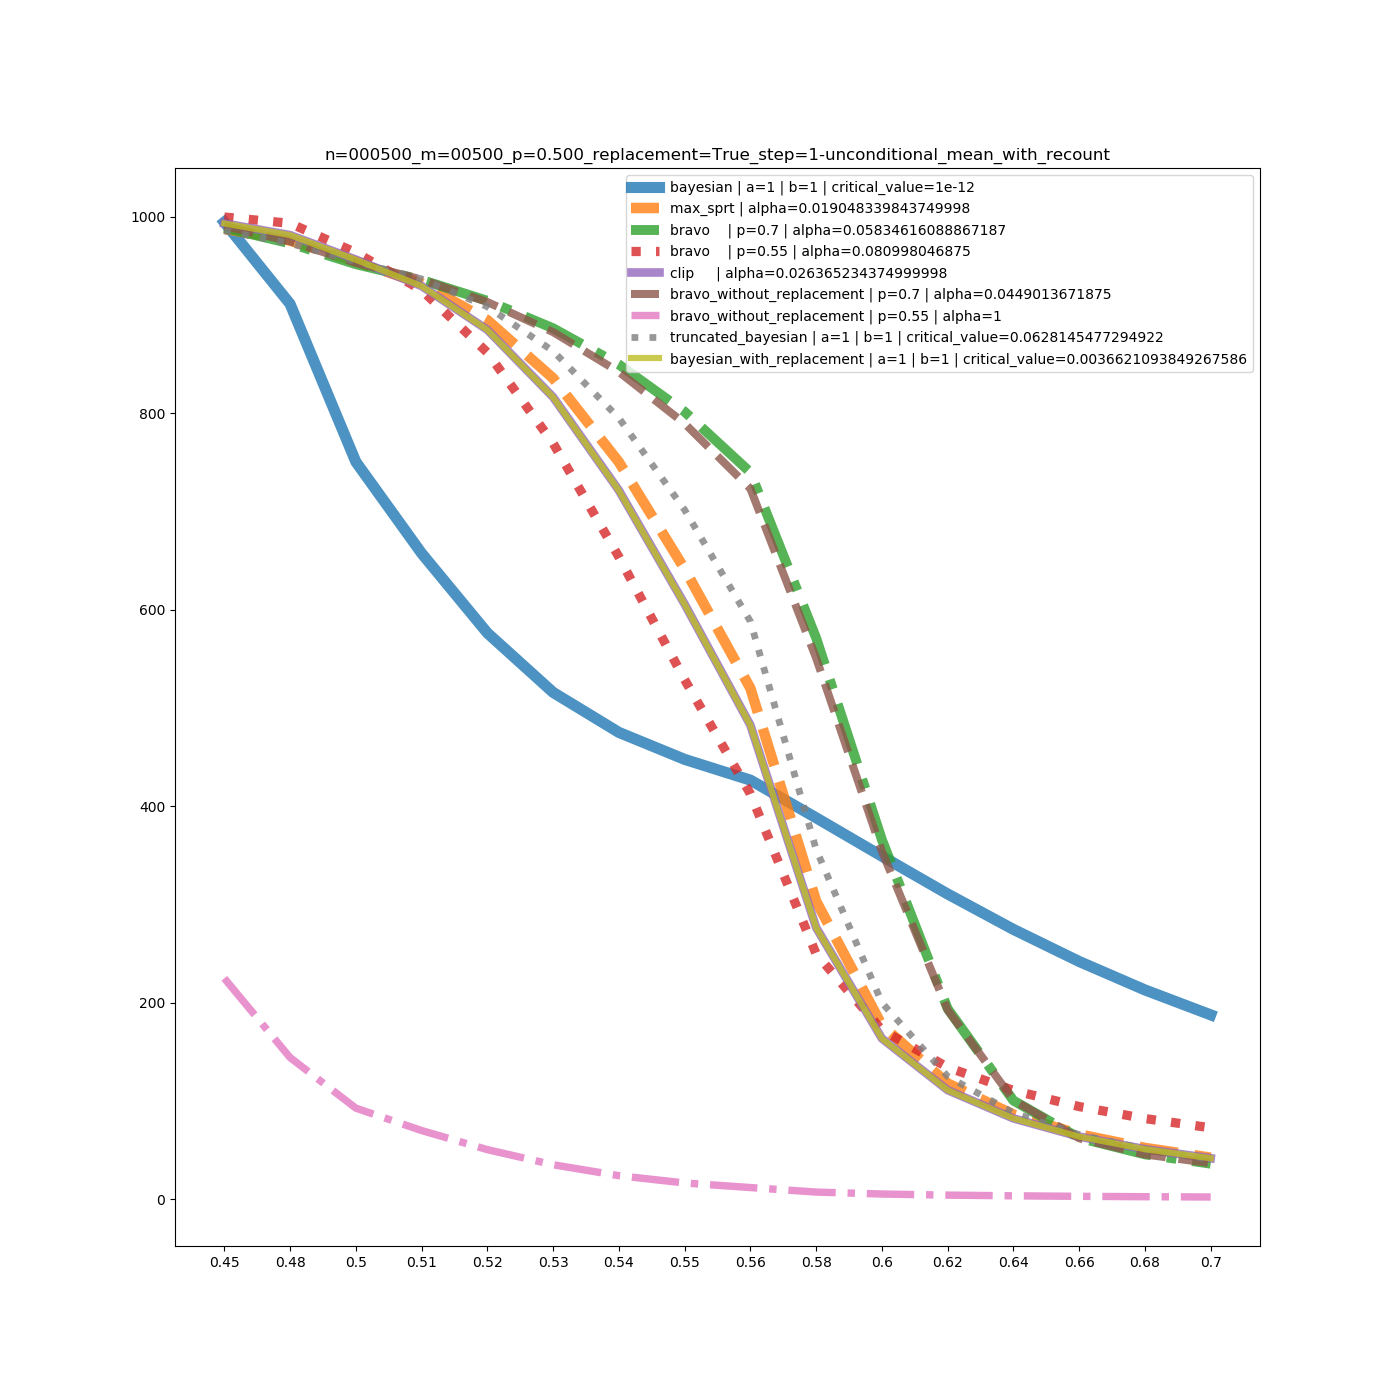 n=000500_m=00500_p=0.500_replacement=True_step=1-unconditional_mean_with_recount
bayesian | a=1 | b=1 | critical_value=1e-12
max_sprt | alpha=0.019048339843749998
bravo    | p=0.7 | alpha=0.05834616088867187
bravo    | p=0.55 | alpha=0.080998046875
clip     | alpha=0.026365234374999998
bravo_without_replacement | p=0.7 | alpha=0.0449013671875
bravo_without_replacement | p=0.55 | alpha=1
truncated_bayesian | a=1 | b=1 | critical_value=0.0628145477294922
bayesian_with_replacement | a=1 | b=1 | critical_value=0.0036621093849267586
1000
800
600
400
200
0
0.45 0.48 0.5 0.51 0.52 0.53 0.54 0.55 0.56 0.58 0.6 0.62 0.64 0.66 0.68 0.7